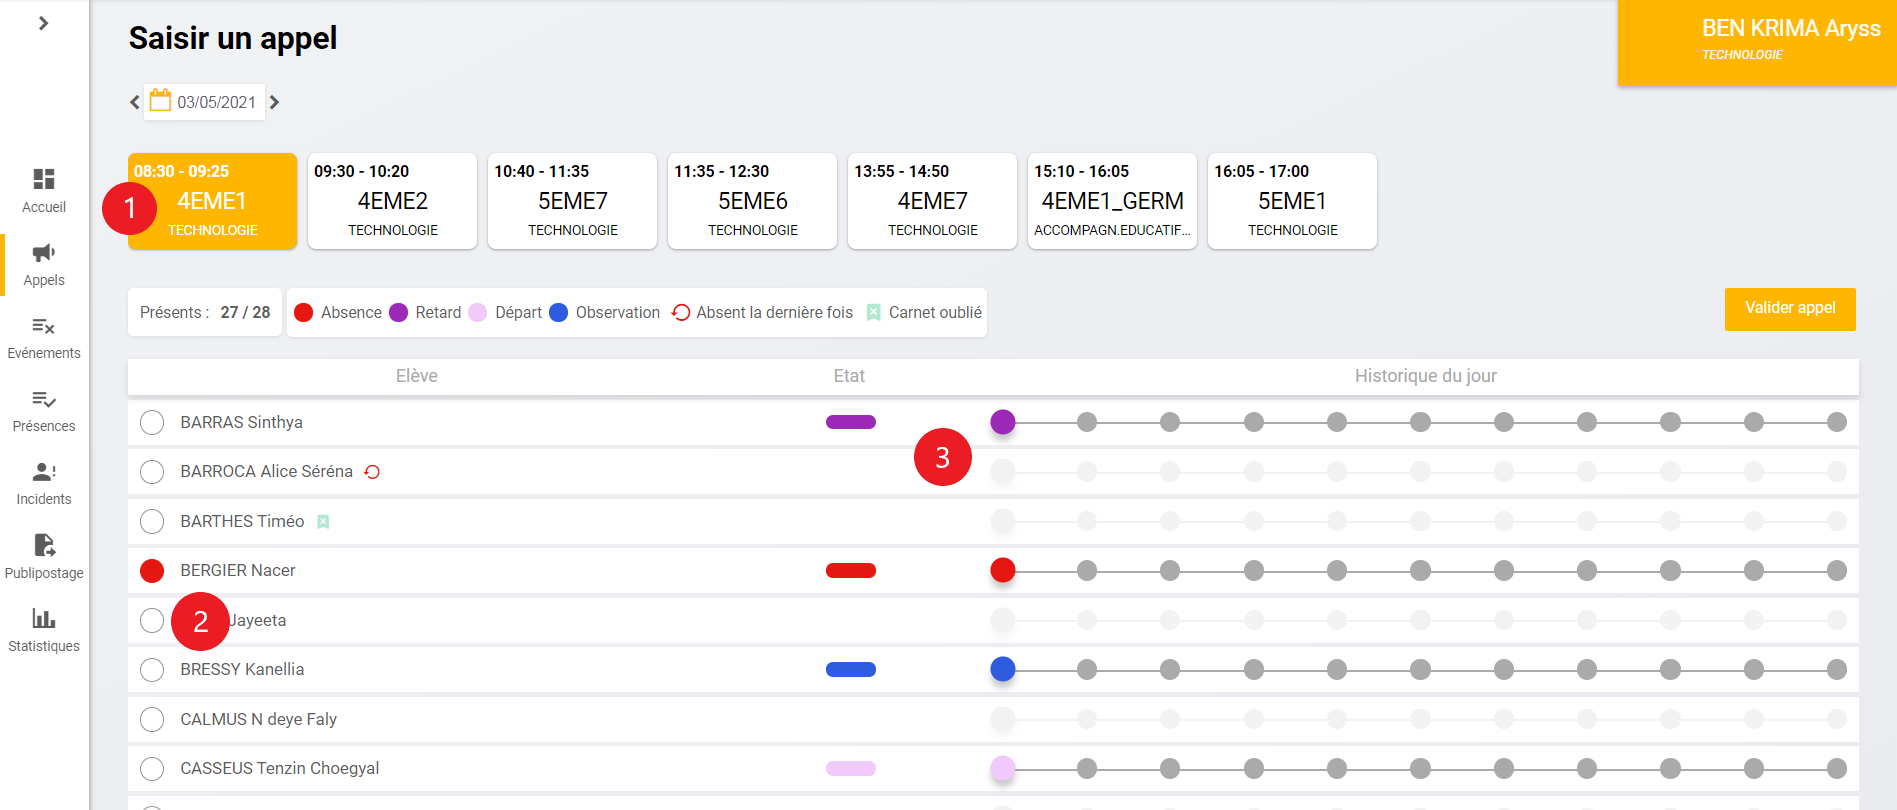 Saisir un appel
BEN KRIMA Aryss
TECHNOLOGIE
03/05/2021
Accueil
Appels
Evénements
Présences
Incidents
Publipostage
Statistiques
08:30 - 09:25
4EME1
TECHNOLOGIE
1
09:30 - 10:20
4EME2
TECHNOLOGIE
10:40 - 11:35
5EME7
TECHNOLOGIE
11:35 - 12:30
5EME6
TECHNOLOGIE
13:55 - 14:50
4EME7
TECHNOLOGIE
15:10 - 16:05
4EME1_GERM
ACCOMPAGN.EDUCATIF...
16:05 - 17:00
5EME1
TECHNOLOGIE
Présents : 27 / 28
Absence Retard Départ Observation Absent la dernière fois Carnet oublié
Valider appel
Elève Etat Historique du jour
BARRAS Sinthya
3
BARROCA Alice Séréna
BARTHES Timéo
BERGIER Nacer
2 Jayeeta
BRESSY Kanellia
CALMUS N deye Faly
CASSEUS Tenzin Choegyal